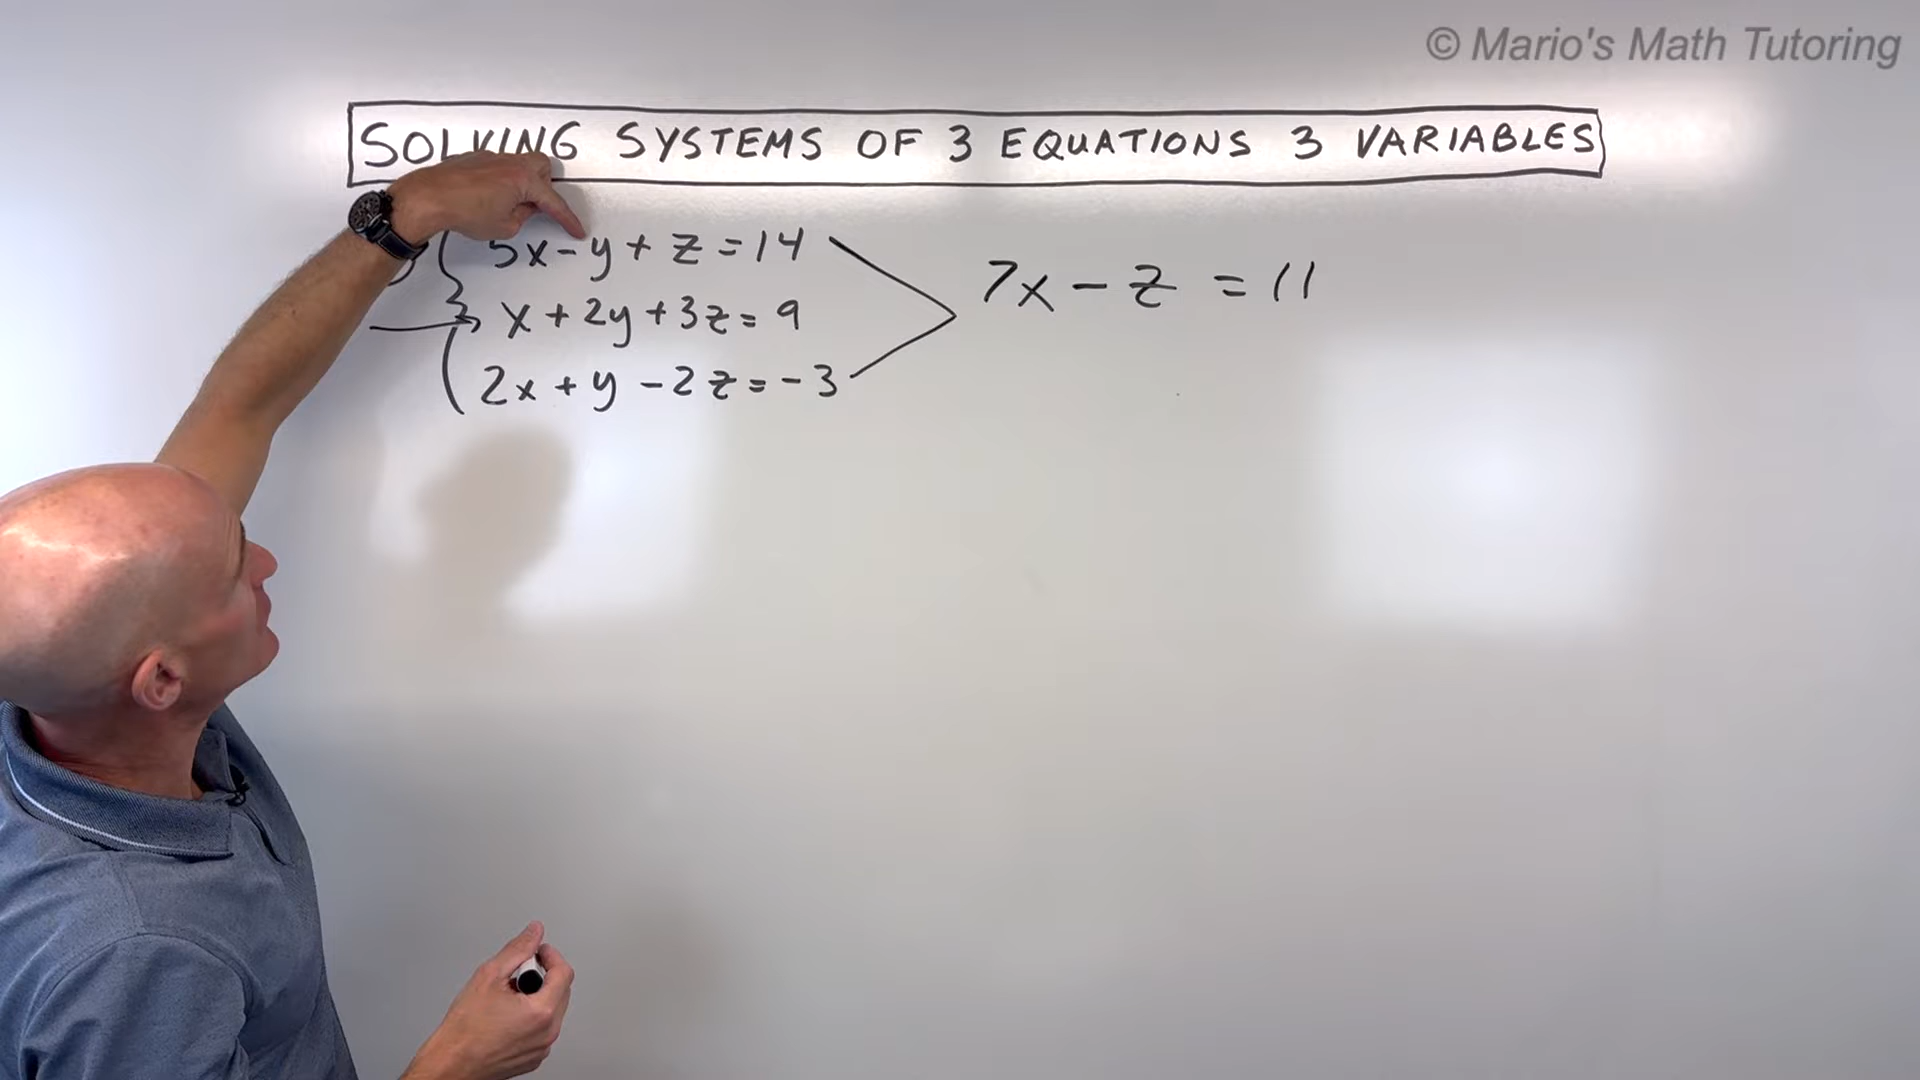 © Mario's Math Tutoring
SOLVING SYSTEMS OF 3 EQUATIONS 3 VARIABLES
5x-y+z=14
7x-z=11
x+2y+3z=9
2x+y-2z=-3